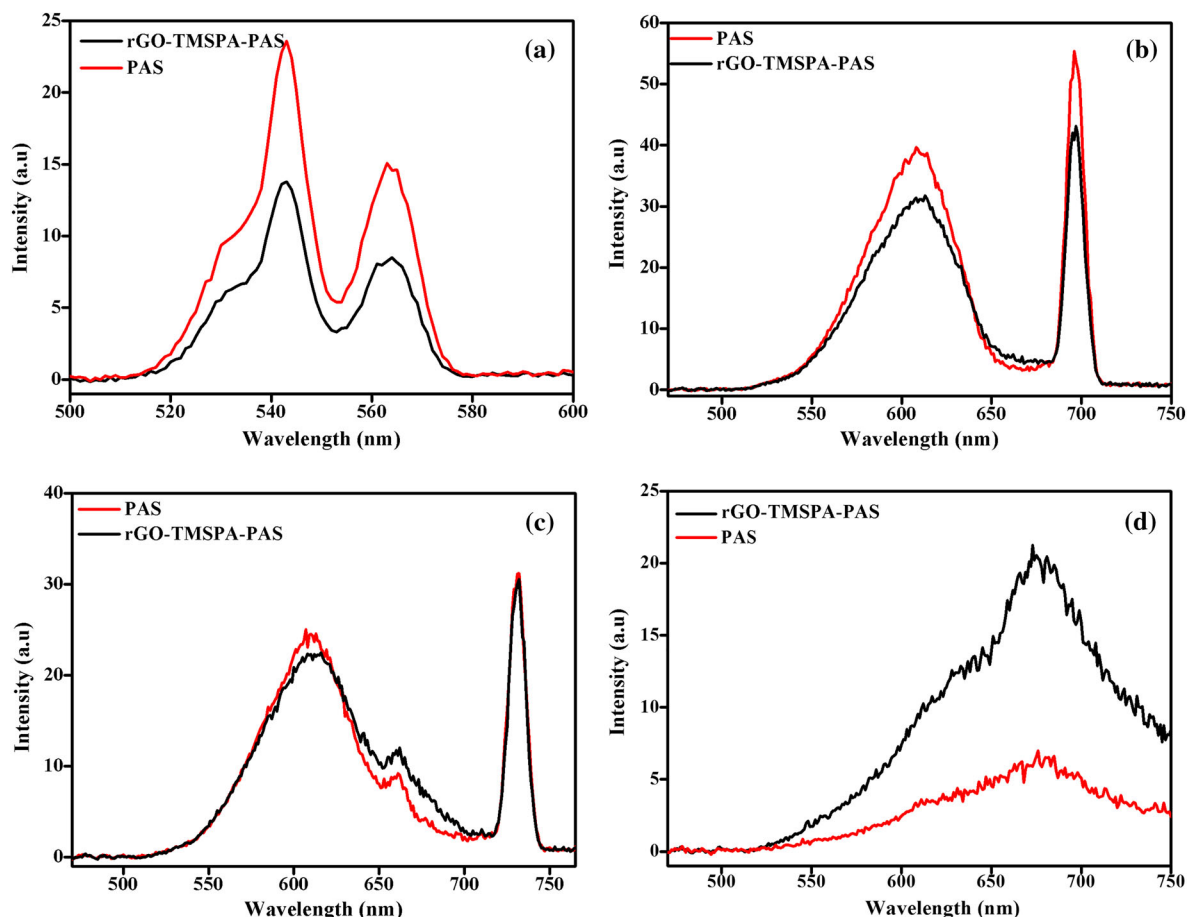 25
20
15
10
5
0
Intensity (a.u)
rGO-TMSPA-PAS
PAS
(a)
500 520 540 560 580 600
Wavelength (nm)
60
50
40
30
20
10
0
Intensity (a.u)
PAS
rGO-TMSPA-PAS
(b)
500 550 600 650 700 750
Wavelength (nm)
40
30
20
10
0
Intensity (a.u)
PAS
rGO-TMSPA-PAS
(c)
500 550 600 650 700 750
Wavelength (nm)
25
20
15
10
5
0
Intensity (a.u)
rGO-TMSPA-PAS
PAS
(d)
500 550 600 650 700 750
Wavelength (nm)